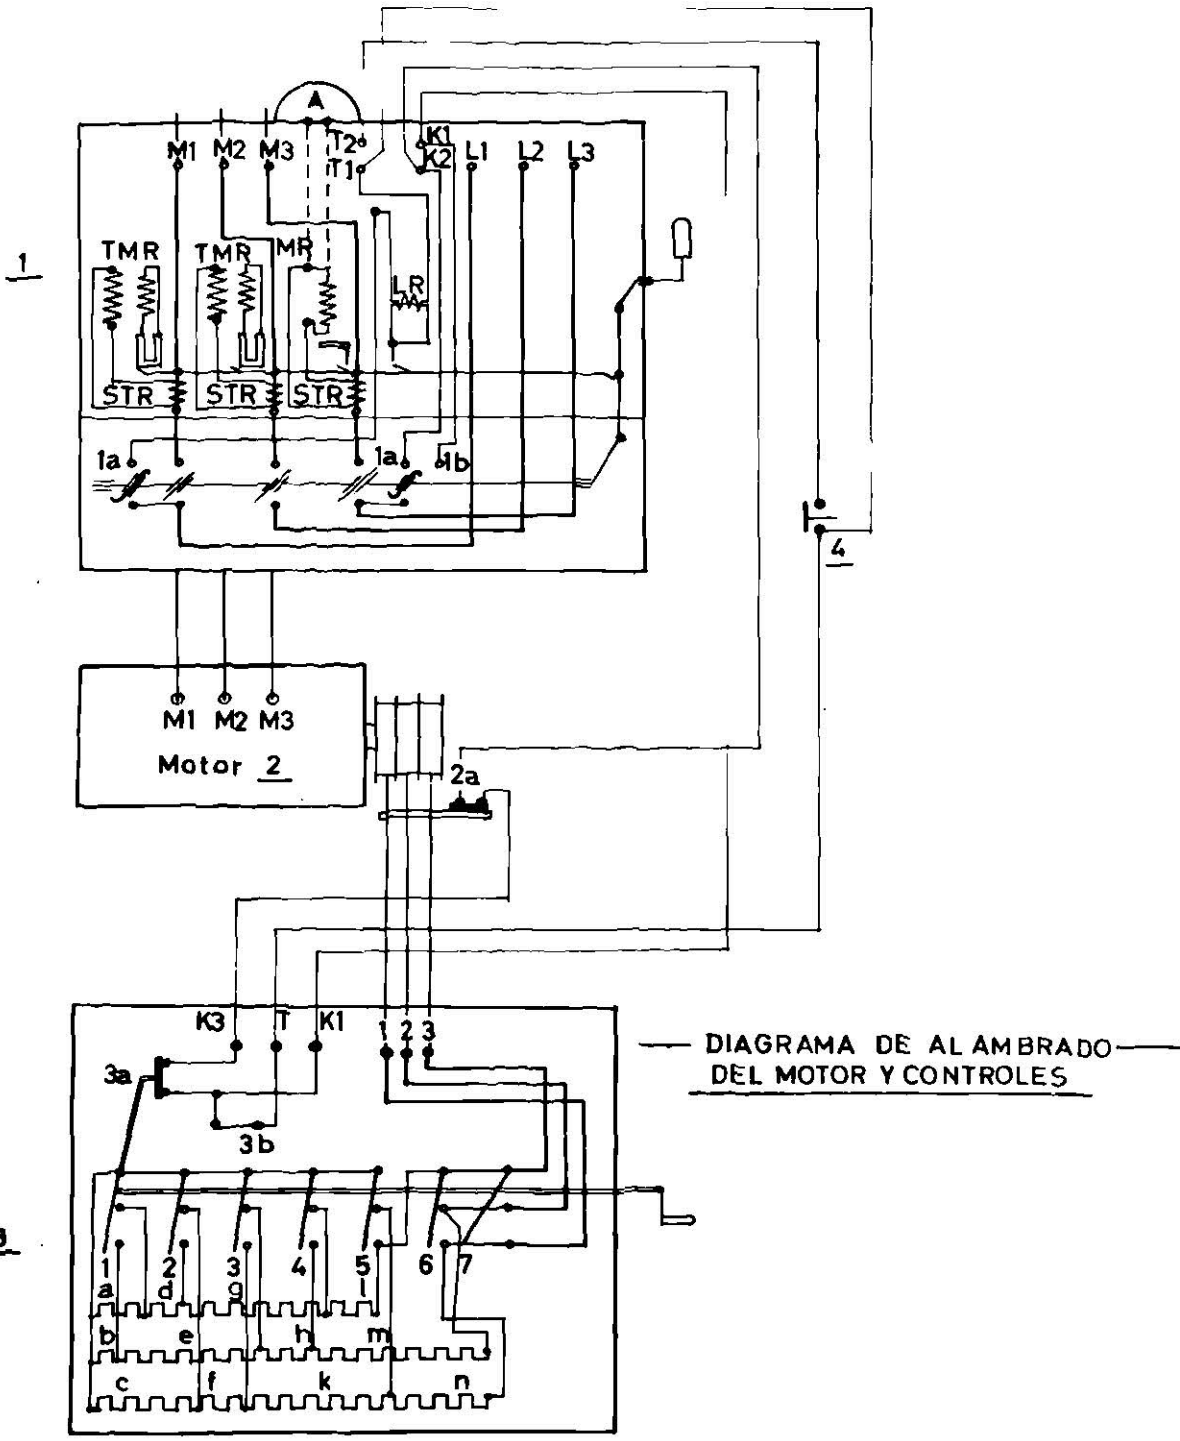 A
M1 M2 M3 T2 K1
T1 K2 L1 L2 L3
TMR TMR MR
1
LR
STR STR STR
1a 1a 1b
4
M1 M2 M3
Motor 2
2a
K3 T K1 1 2 3
DIAGRAMA DE ALAMBRADO
DEL MOTOR Y CONTROLES
3a
3b
1 2 3 4 5 6 7
a d g l
b e h m
c f k n